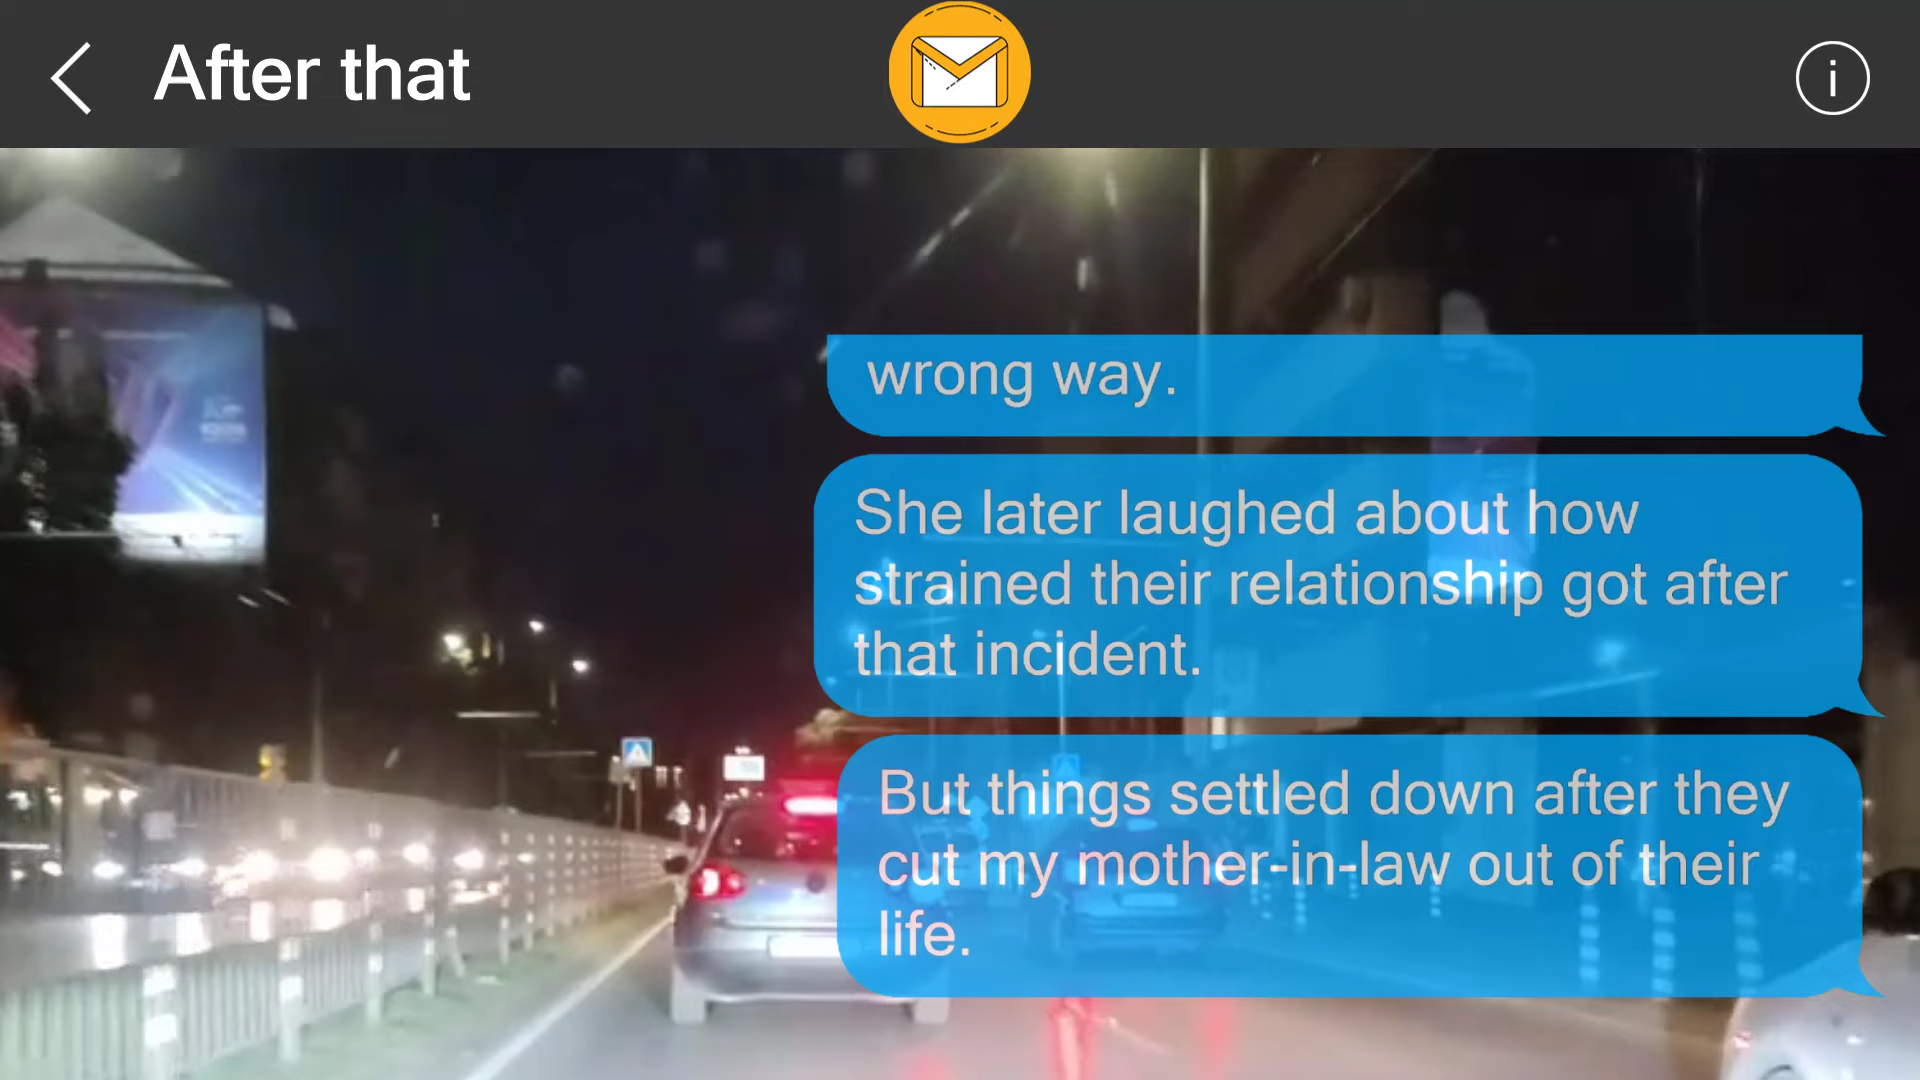 After that
wrong way.
She later laughed about how
strained their relationship got after
that incident.
But things settled down after they
cut my mother-in-law out of their
life.